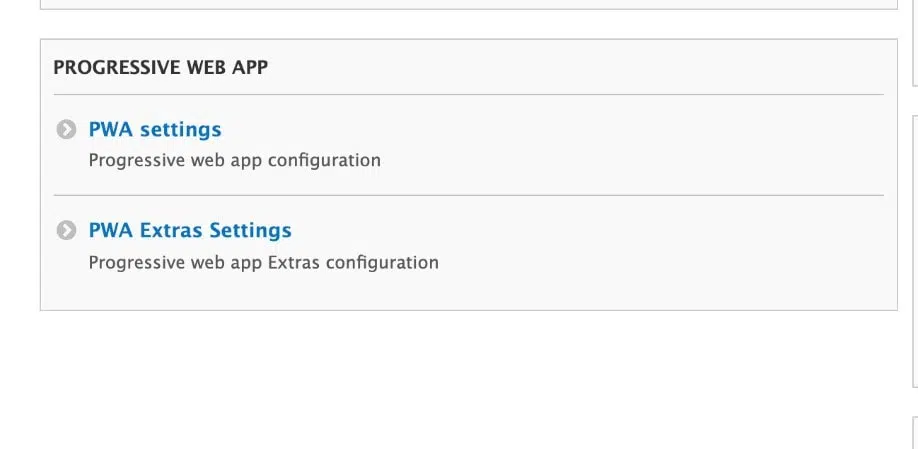 PROGRESSIVE WEB APP
PWA settings
Progressive web app configuration
PWA Extras Settings
Progressive web app Extras configuration